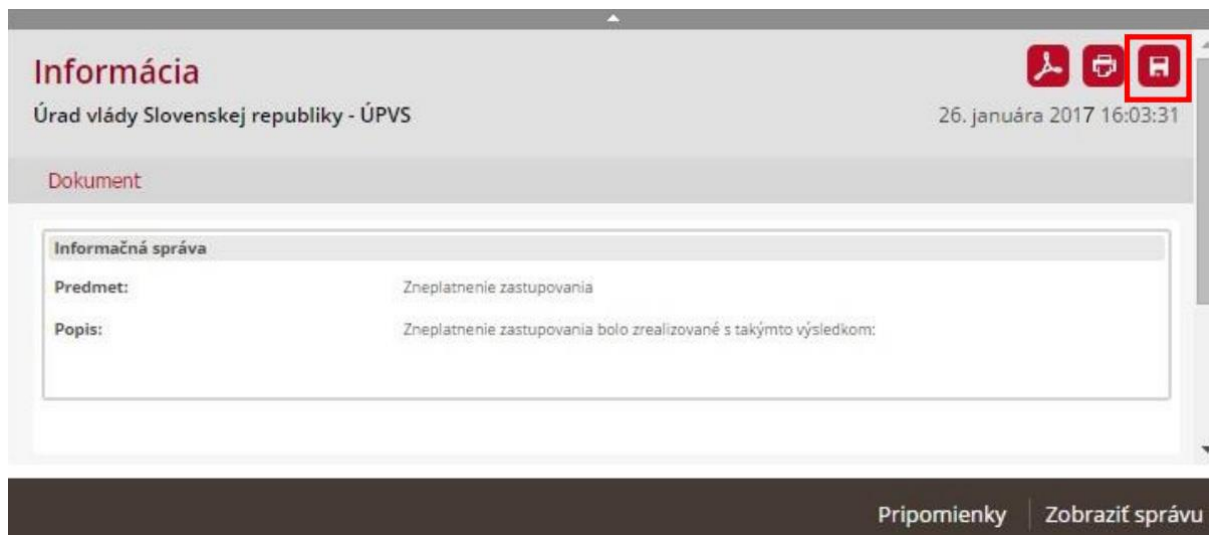 Informácia
Úrad vlády Slovenskej republiky - ÚPVS
26. januára 2017 16:03:31
Dokument
Informačná správa
Predmet: Zneplatnenie zastupovania
Popis: Zneplatnenie zastupovania bolo zrealizované s takýmto výsledkom:
Pripomienky Zobraziť správu